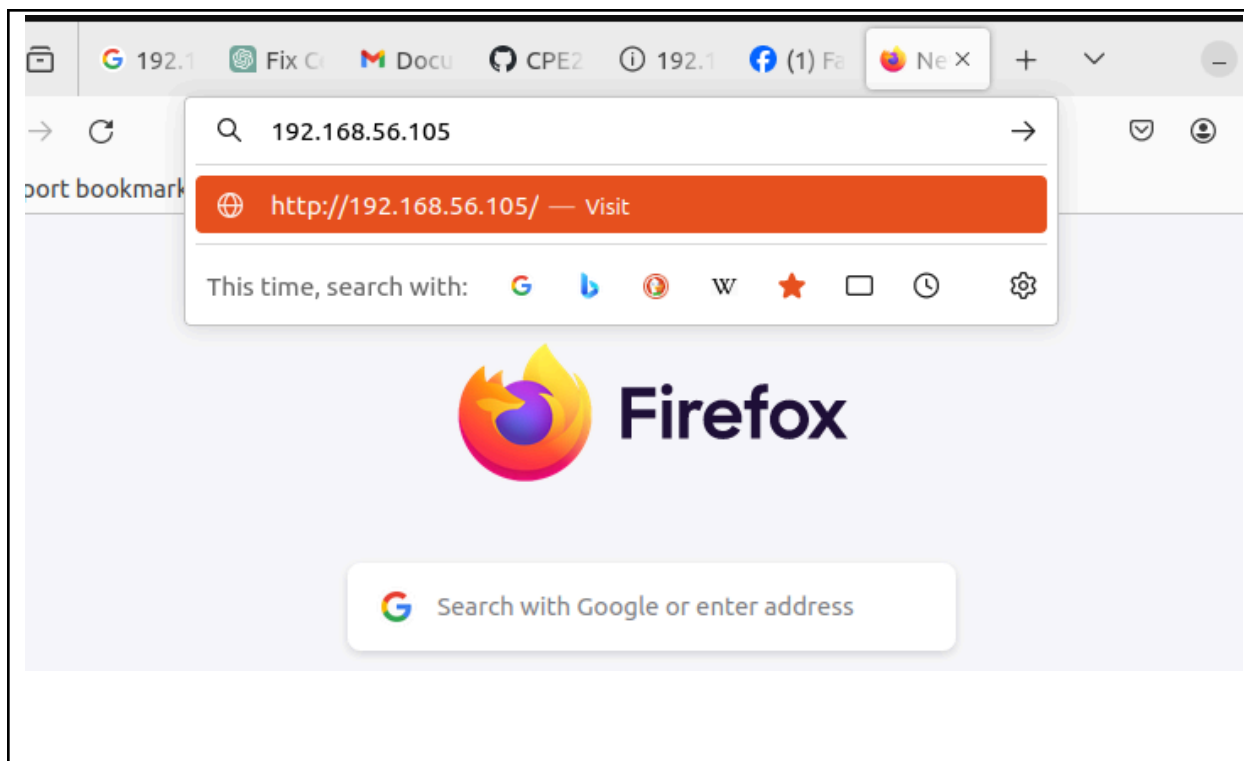 192.1 Fix C Docu CPE2 192.1 (1) Fa Ne
192.168.56.105
port bookmark
http://192.168.56.105/ — Visit
This time, search with: W
Firefox
Search with Google or enter address